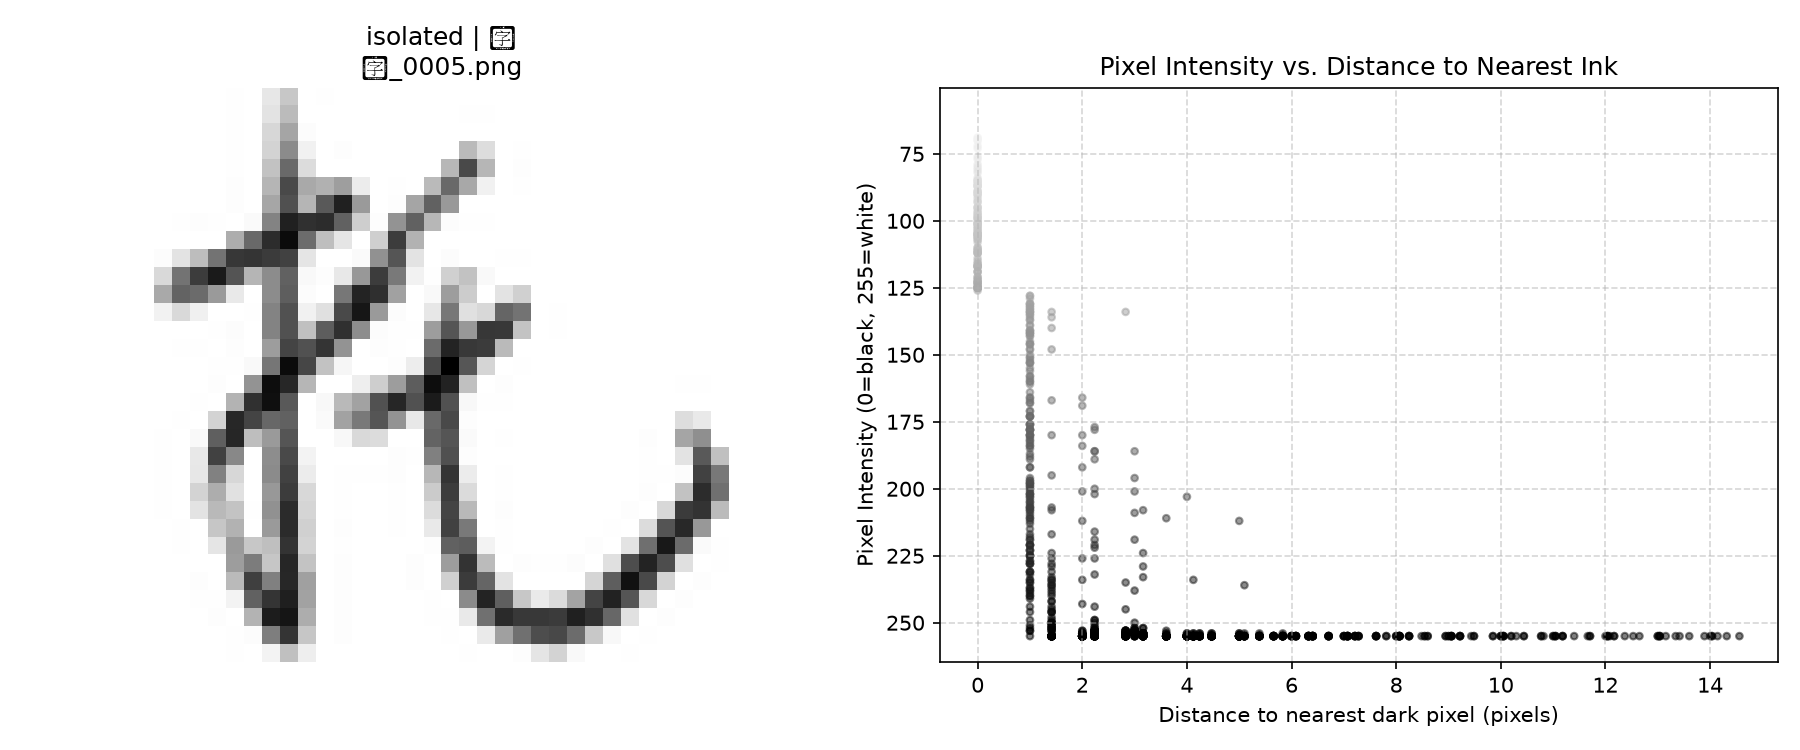 isolated |
_0005.png
托
Pixel Intensity vs. Distance to Nearest Ink
Pixel Intensity (0=black, 255=white)
75
100
125
150
175
200
225
250
0 2 4 6 8 10 12 14
Distance to nearest dark pixel (pixels)